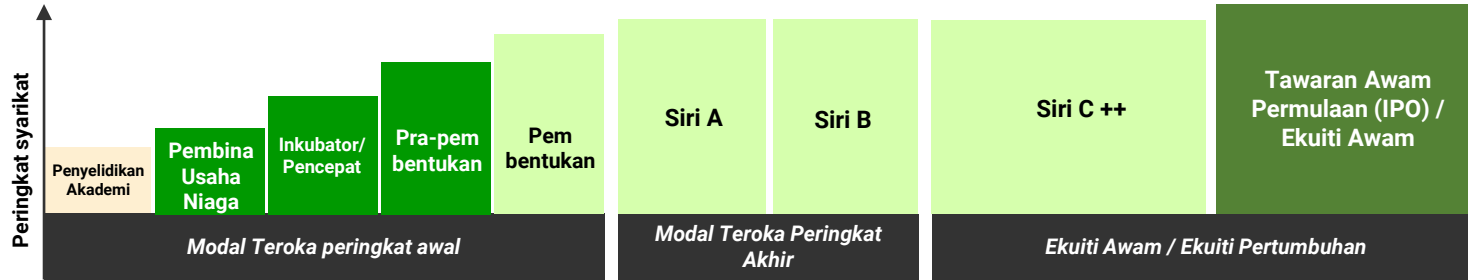 Peringkat syarikat
Penyelidikan
Akademi
Pembina
Usaha
Niaga
Inkubator/
Pencepat
Pra-pem
bentukan
Pem
bentukan
Siri A
Siri B
Siri C ++
Tawaran Awam
Permulaan (IPO) /
Ekuiti Awam
Modal Teroka peringkat awal
Modal Teroka Peringkat
Akhir
Ekuiti Awam / Ekuiti Pertumbuhan